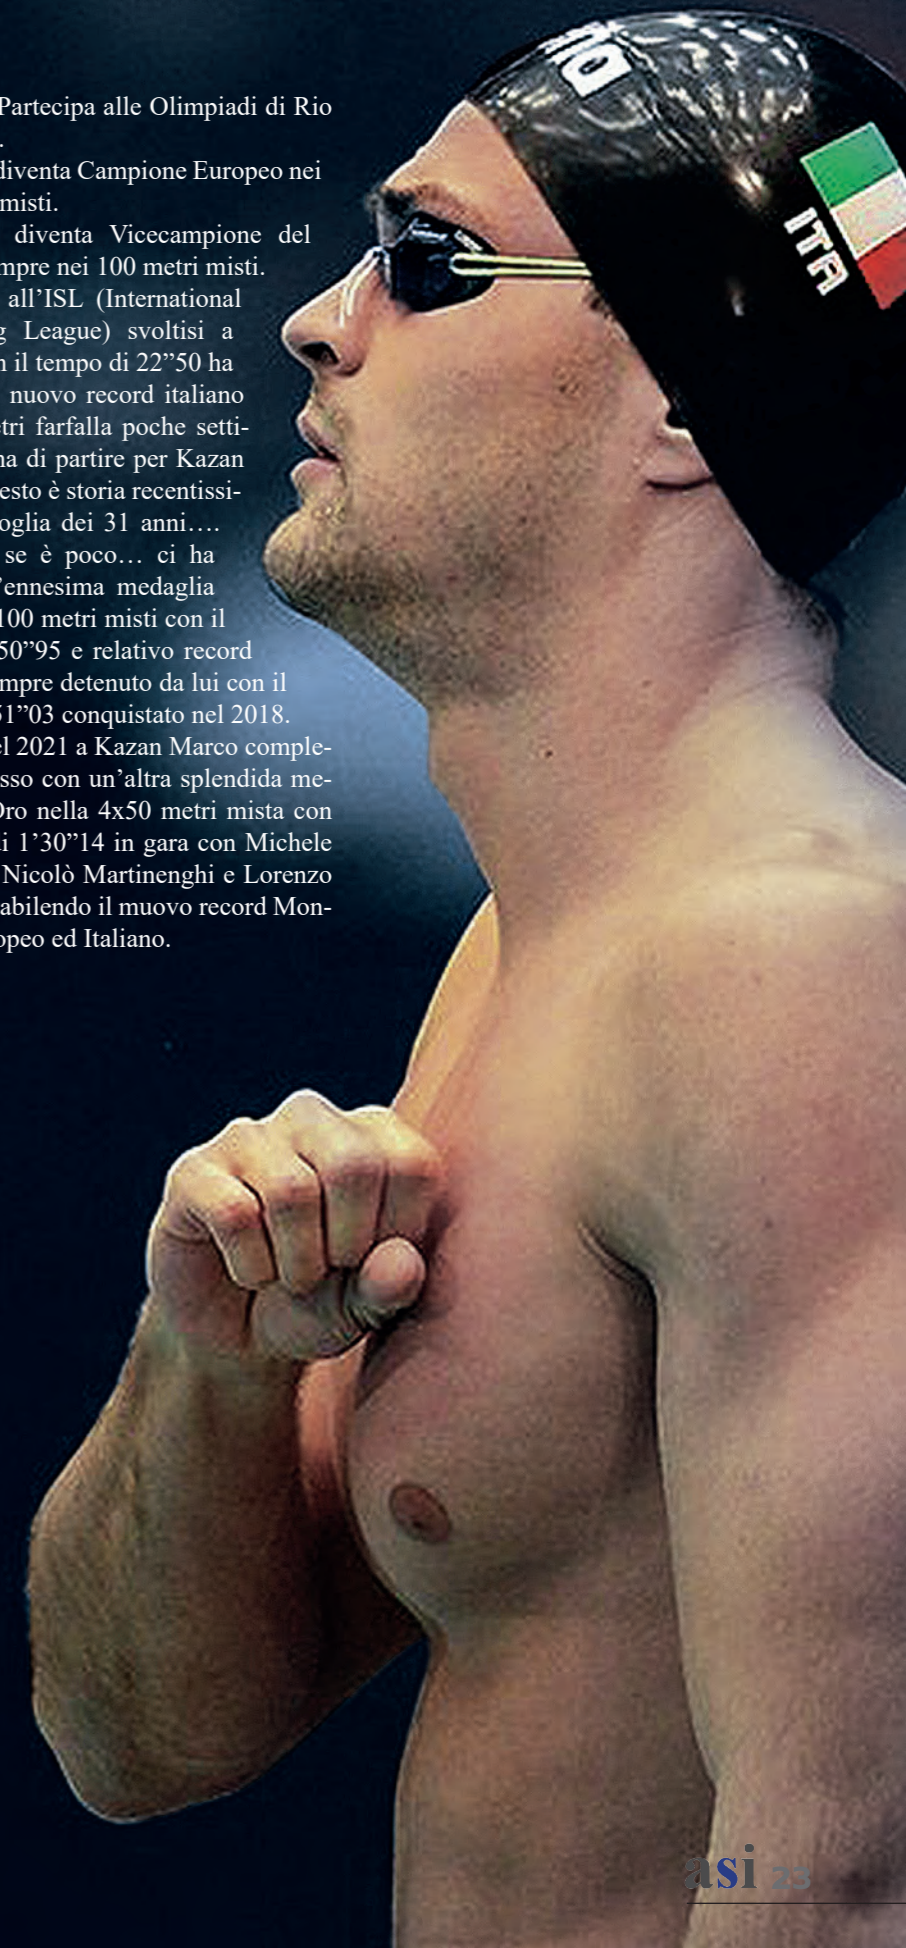 Partecipa alle Olimpiadi di Rio
.
diventa Campione Europeo nei
misti.
diventa Vicecampione del
mpre nei 100 metri misti.
all’ISL (International
g League) svoltisi a
n il tempo di 22”50 ha
nuovo record italiano
etri farfalla poche setti-
na di partire per Kazan
esto è storia recentissi-
oglia dei 31 anni….
se è poco… ci ha
l’ennesima medaglia
100 metri misti con il
50”95 e relativo record
mpre detenuto da lui con il
51”03 conquistato nel 2018.
el 2021 a Kazan Marco comple-
sso con un’altra splendida me-
Oro nella 4x50 metri mista con
di 1’30”14 in gara con Michele
Nicolò Martinenghi e Lorenzo
abilendo il muovo record Mon-
opeo ed Italiano.
ITA
asi 23